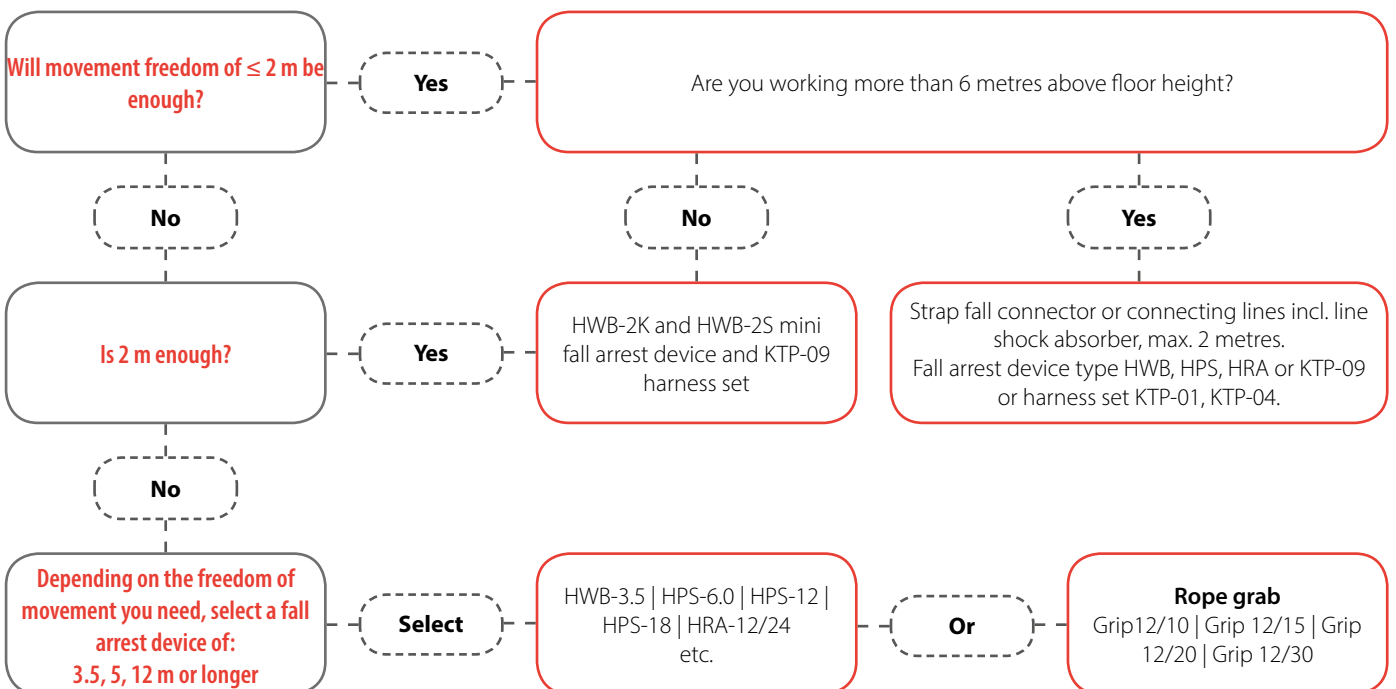 Will movement freedom of ≤ 2 m be
enough?
Yes
Are you working more than 6 metres above floor height?
No
No
Yes
Is 2 m enough?
Yes
HWB-2K and HWB-2S mini
fall arrest device and KTP-09
harness set
Strap fall connector or connecting lines incl. line
shock absorber, max. 2 metres.
Fall arrest device type HWB, HPS, HRA or KTP-09
or harness set KTP-01, KTP-04.
No
Depending on the freedom of
movement you need, select a fall
arrest device of:
3.5, 5, 12 m or longer
Select
HWB-3.5 | HPS-6.0 | HPS-12 |
HPS-18 | HRA-12/24
etc.
Or
Rope grab
Grip12/10 | Grip 12/15 | Grip
12/20 | Grip 12/30